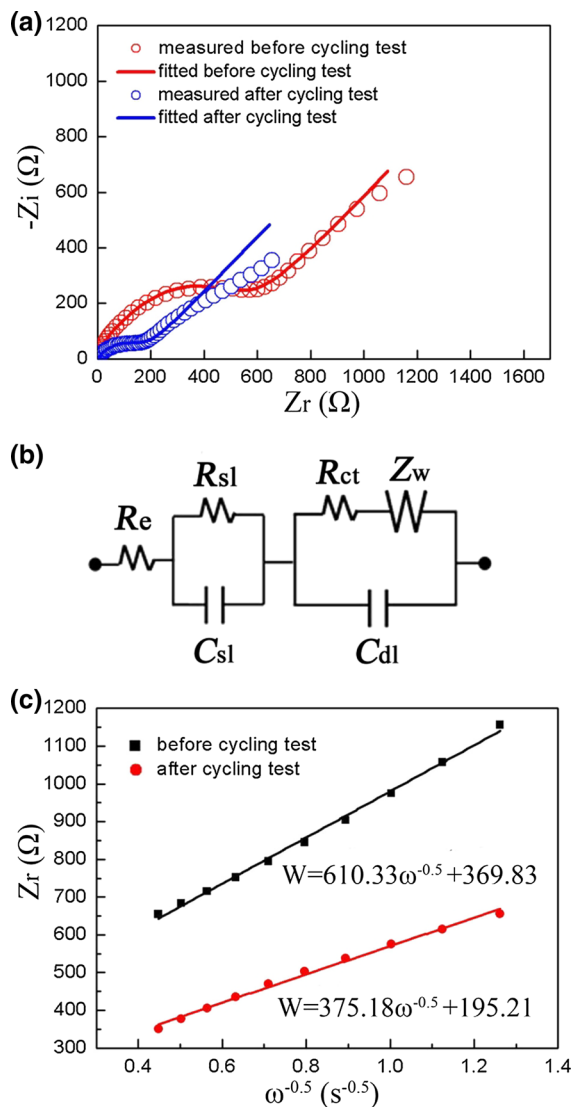 (a)
1200
1000
800
600
400
200
0
-Zi (Ω)
measured before cycling test
fitted before cycling test
measured after cycling test
fitted after cycling test
0 200 400 600 800 1000 1200 1400 1600
Zr (Ω)
(b)
Re
Rsl
Csl
Rct
Zw
Cdl
(c)
1200
1100
1000
900
800
700
600
500
400
300
Zr (Ω)
before cycling test
after cycling test
W=610.33ω-0.5+369.83
W=375.18ω-0.5+195.21
0.4 0.6 0.8 1.0 1.2 1.4
ω-0.5 (s-0.5)